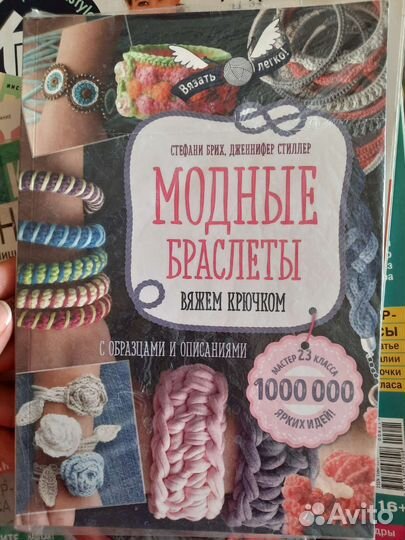 Вязать легко!
СТЕФАНИ БРИХ, ДЖЕННИФЕР СТИЛЛЕР
МОДНЫЕ
БРАСЛЕТЫ
ВЯЖЕМ КРЮЧКОМ
С ОБРАЗЦАМИ И ОПИСАНИЯМИ
МАСТЕР 23 КЛАССА
1000 000
ЯРКИХ ИДЕЙ!
16+
Avito